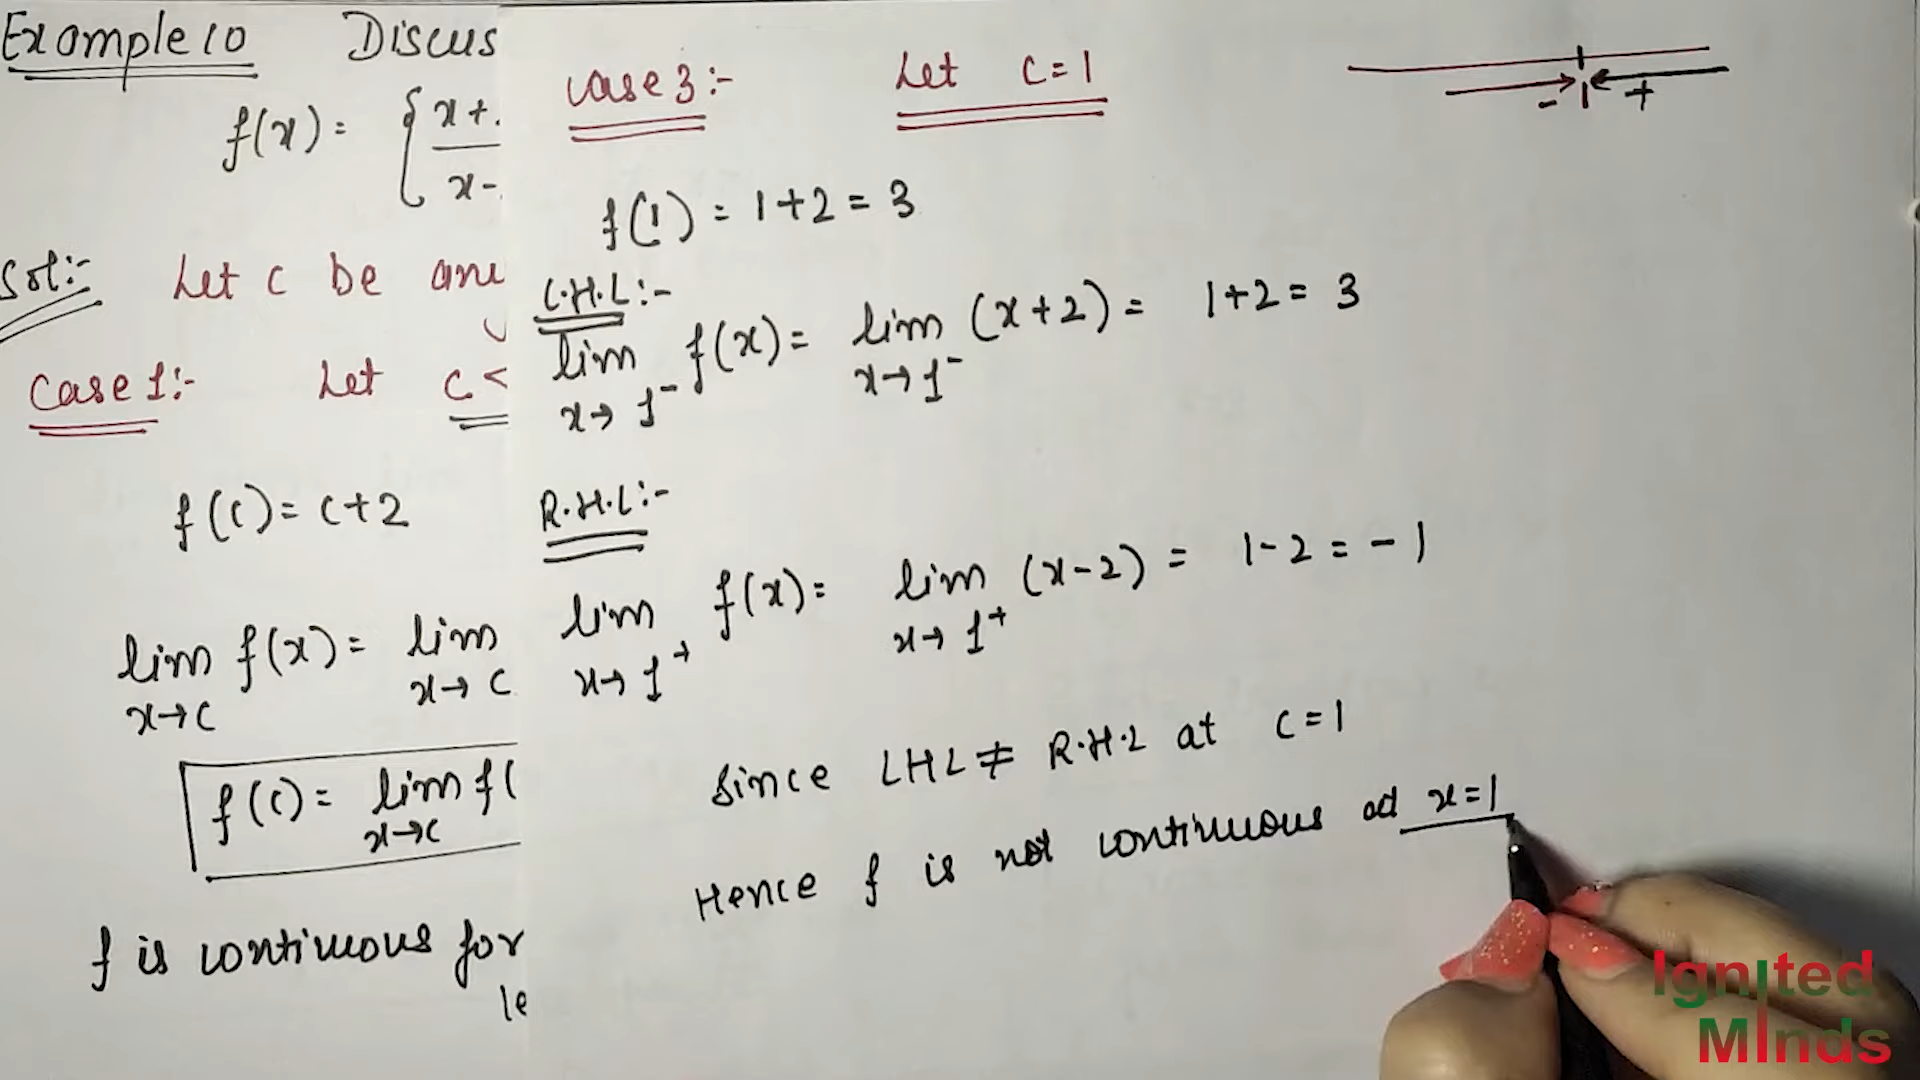 Example 10 Discus
f(x) = { x+.
x-.
Sol:- Let c be any
Case 1:- Let c <
f(c) = c+2
lim f(x) = lim
x→c x→c
f(c) = lim f(
x→c
f is continuous for
le
Case 3:- Let c=1
- 1 +
f(1) = 1+2 = 3
L.H.L:-
lim f(x) = lim (x+2) = 1+2 = 3
x→1⁻ x→1⁻
R.H.L:-
lim f(x) = lim (x-2) = 1-2 = -1
x→1⁺ x→1⁺
Since LHL ≠ R.H.L at c=1
Hence f is not continuous at x=1
Ignited
Minds